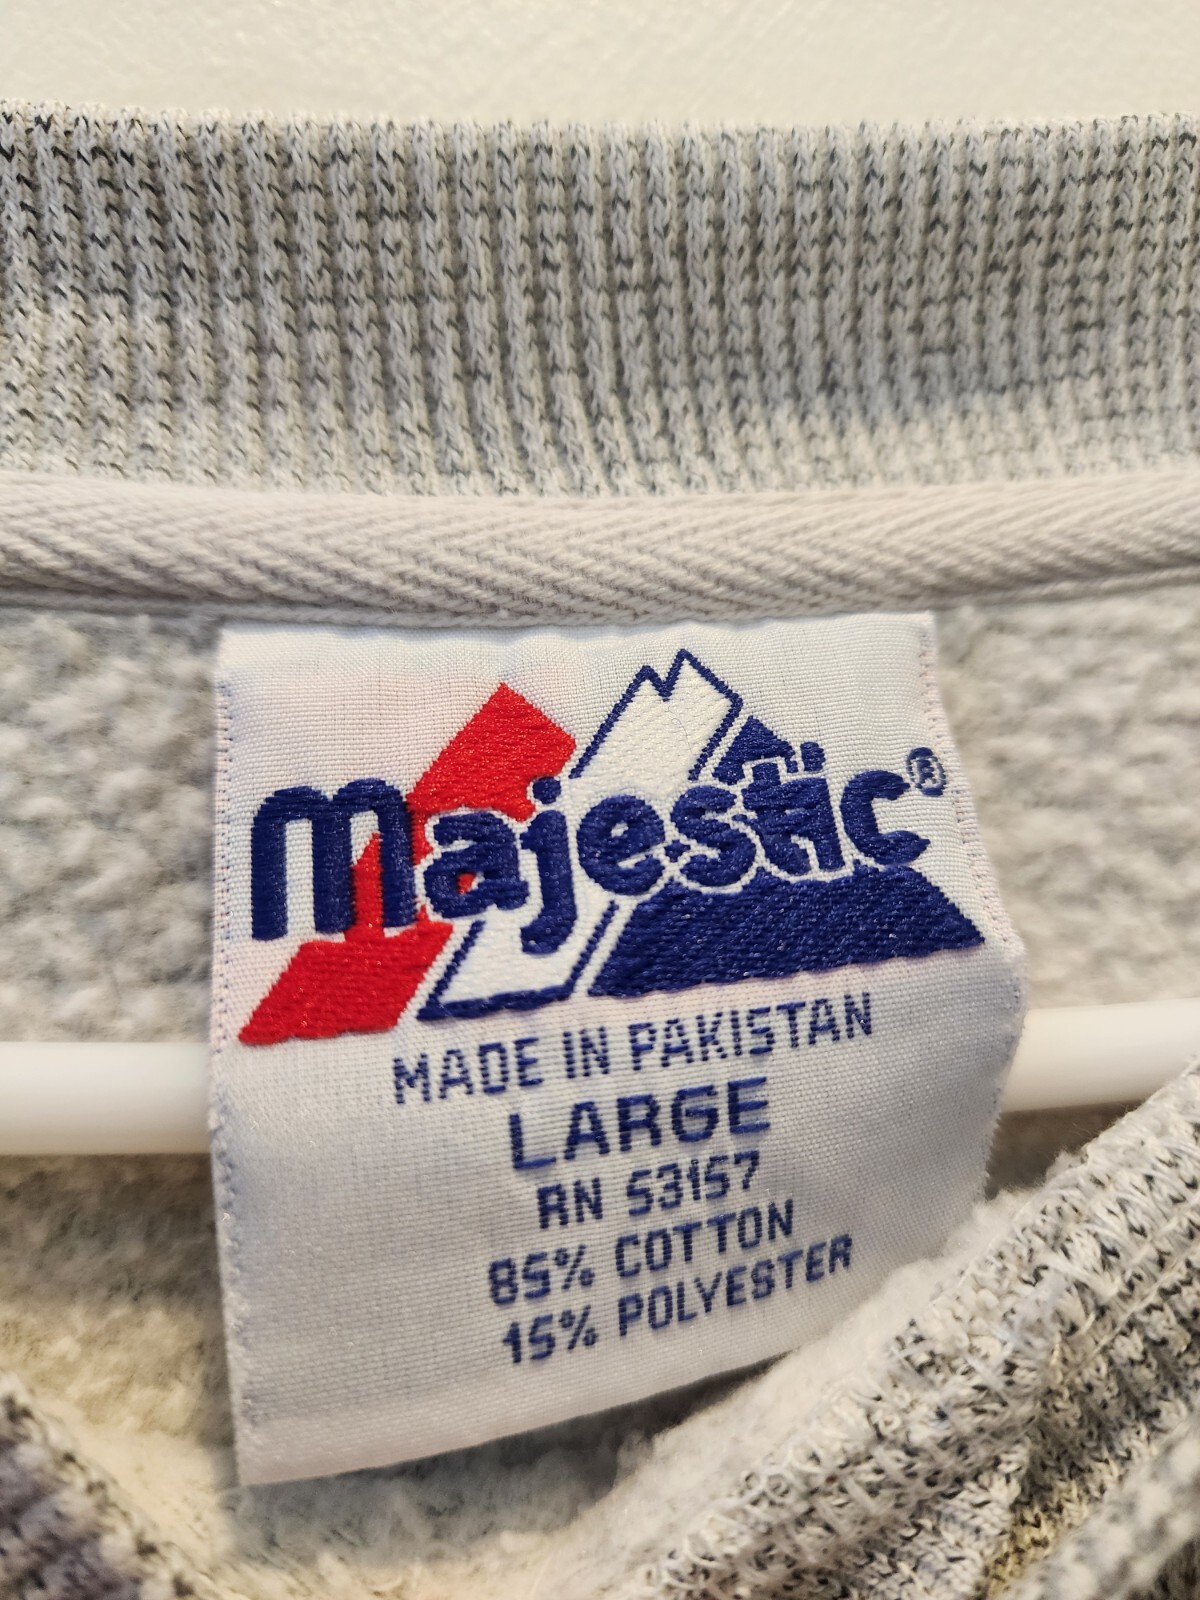 majestic®
MADE IN PAKISTAN
LARGE
RN 53157
85% COTTON
15% POLYESTER